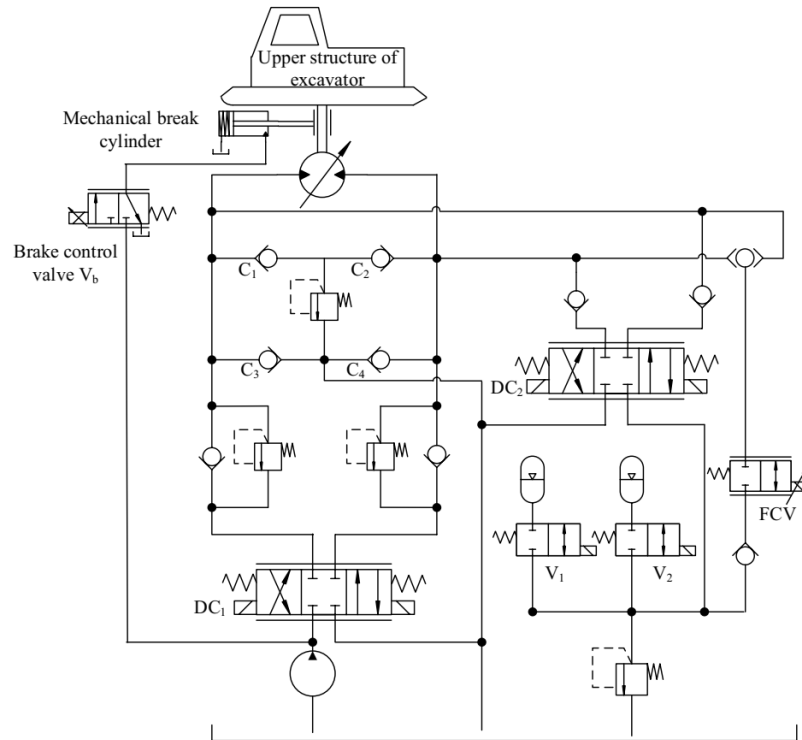 Upper structure of
excavator
Mechanical break
cylinder
Brake control
valve Vb
C1
C2
C3
C4
DC2
FCV
V1
V2
DC1